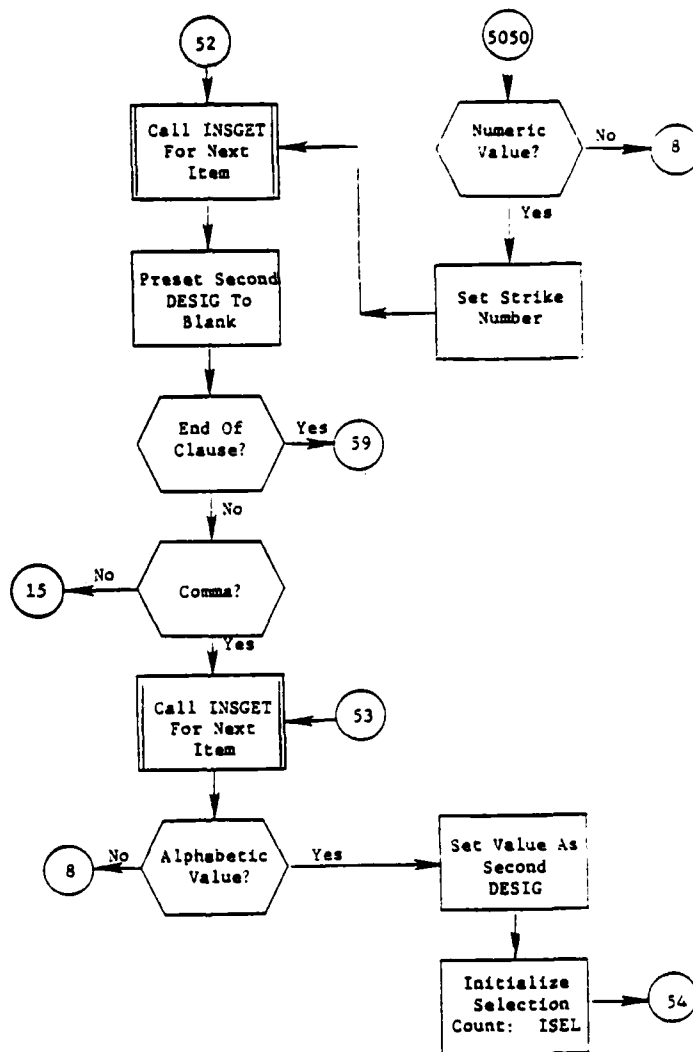 52
5050
Call INSGET
For Next
Item
Numeric
Value?
No
8
Yes
Preset Second
DESIG To
Blank
Set Strike
Number
End Of
Clause?
Yes
59
No
Comma?
No
15
Yes
Call INSGET
For Next
Item
53
Alphabetic
Value?
No
8
Yes
Set Value As
Second
DESIG
Initialize
Selection
Count: ISEL
54